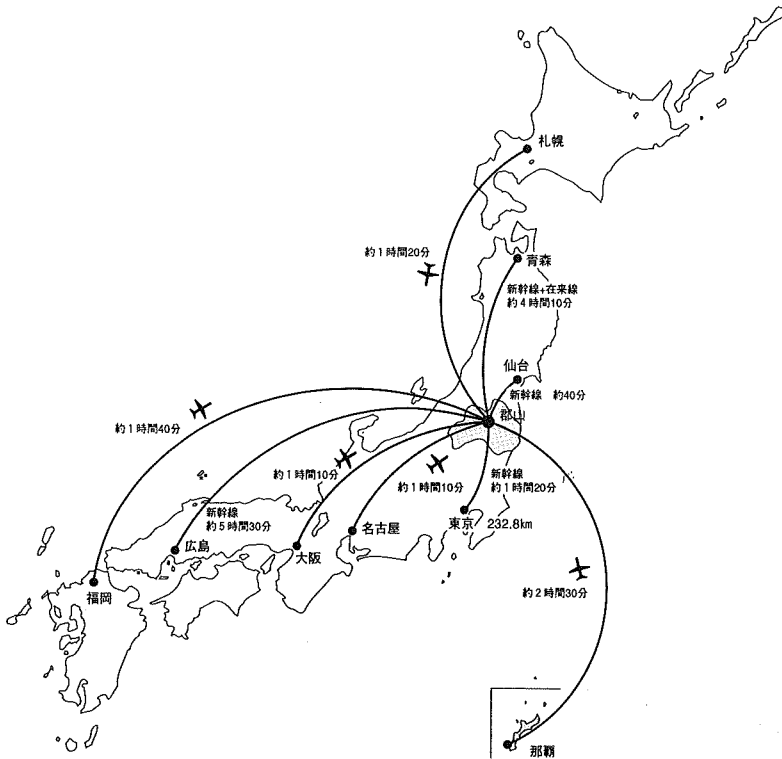 札幌
約1時間20分
青森
新幹線+在来線
約4時間10分
仙台
新幹線 約40分
郡山
約1時間40分
約1時間10分
約1時間10分
新幹線
約1時間20分
新幹線
約5時間30分
東京 232.8km
名古屋
広島
大阪
福岡
約2時間30分
那覇